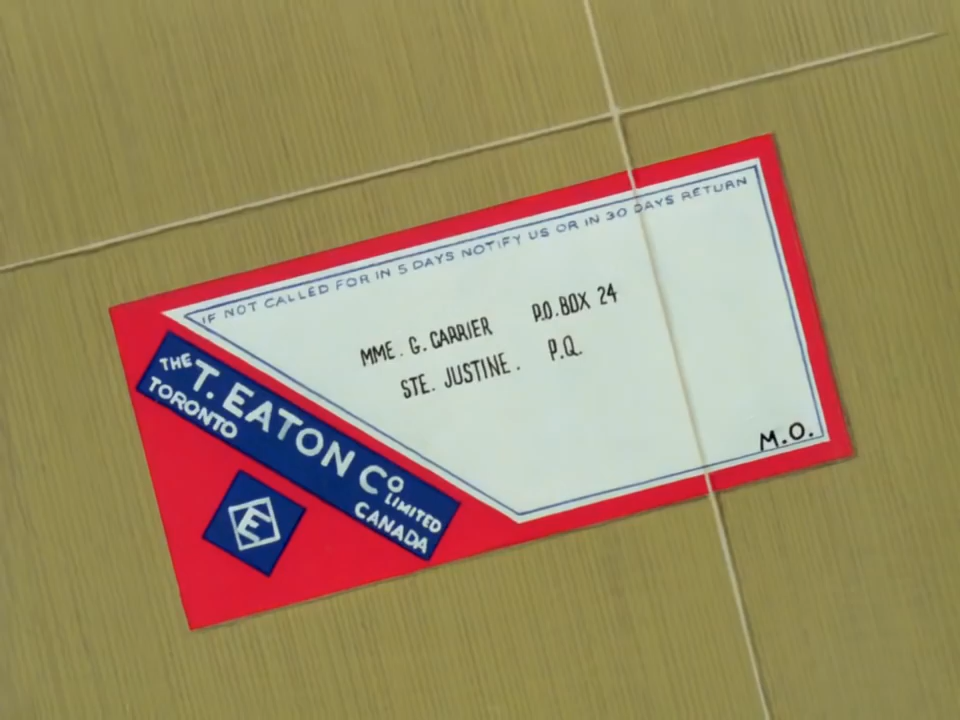 IF NOT CALLED FOR IN 5 DAYS NOTIFY US OR IN 30 DAYS RETURN
MME. G. CARRIER P.O. BOX 24
STE. JUSTINE. P.Q.
M.O.
THE T. EATON Co LIMITED
TORONTO CANADA
E